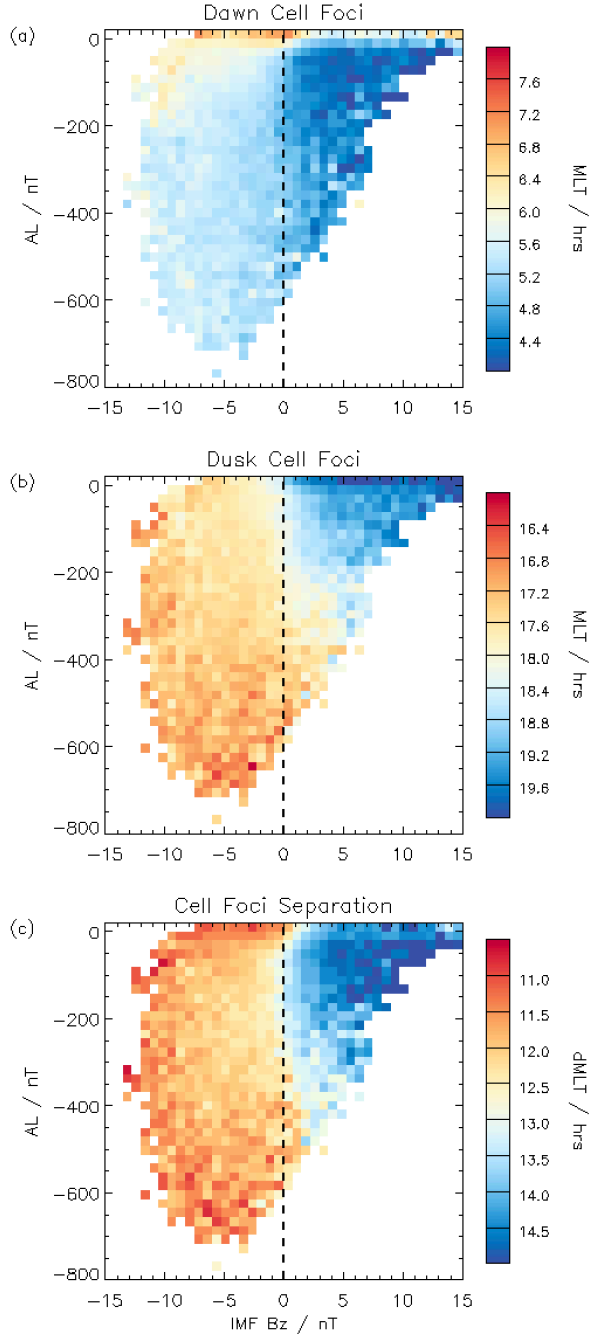 Dawn Cell Foci
(a)
0
−200
−400
−600
−800
AL / nT
−15 −10 −5 0 5 10 15
7.6
7.2
6.8
6.4
6.0
5.6
5.2
4.8
4.4
MLT / hrs
Dusk Cell Foci
(b)
0
−200
−400
−600
−800
AL / nT
−15 −10 −5 0 5 10 15
16.4
16.8
17.2
17.6
18.0
18.4
18.8
19.2
19.6
MLT / hrs
Cell Foci Separation
(c)
0
−200
−400
−600
−800
AL / nT
−15 −10 −5 0 5 10 15
IMF Bz / nT
11.0
11.5
12.0
12.5
13.0
13.5
14.0
14.5
dMLT / hrs